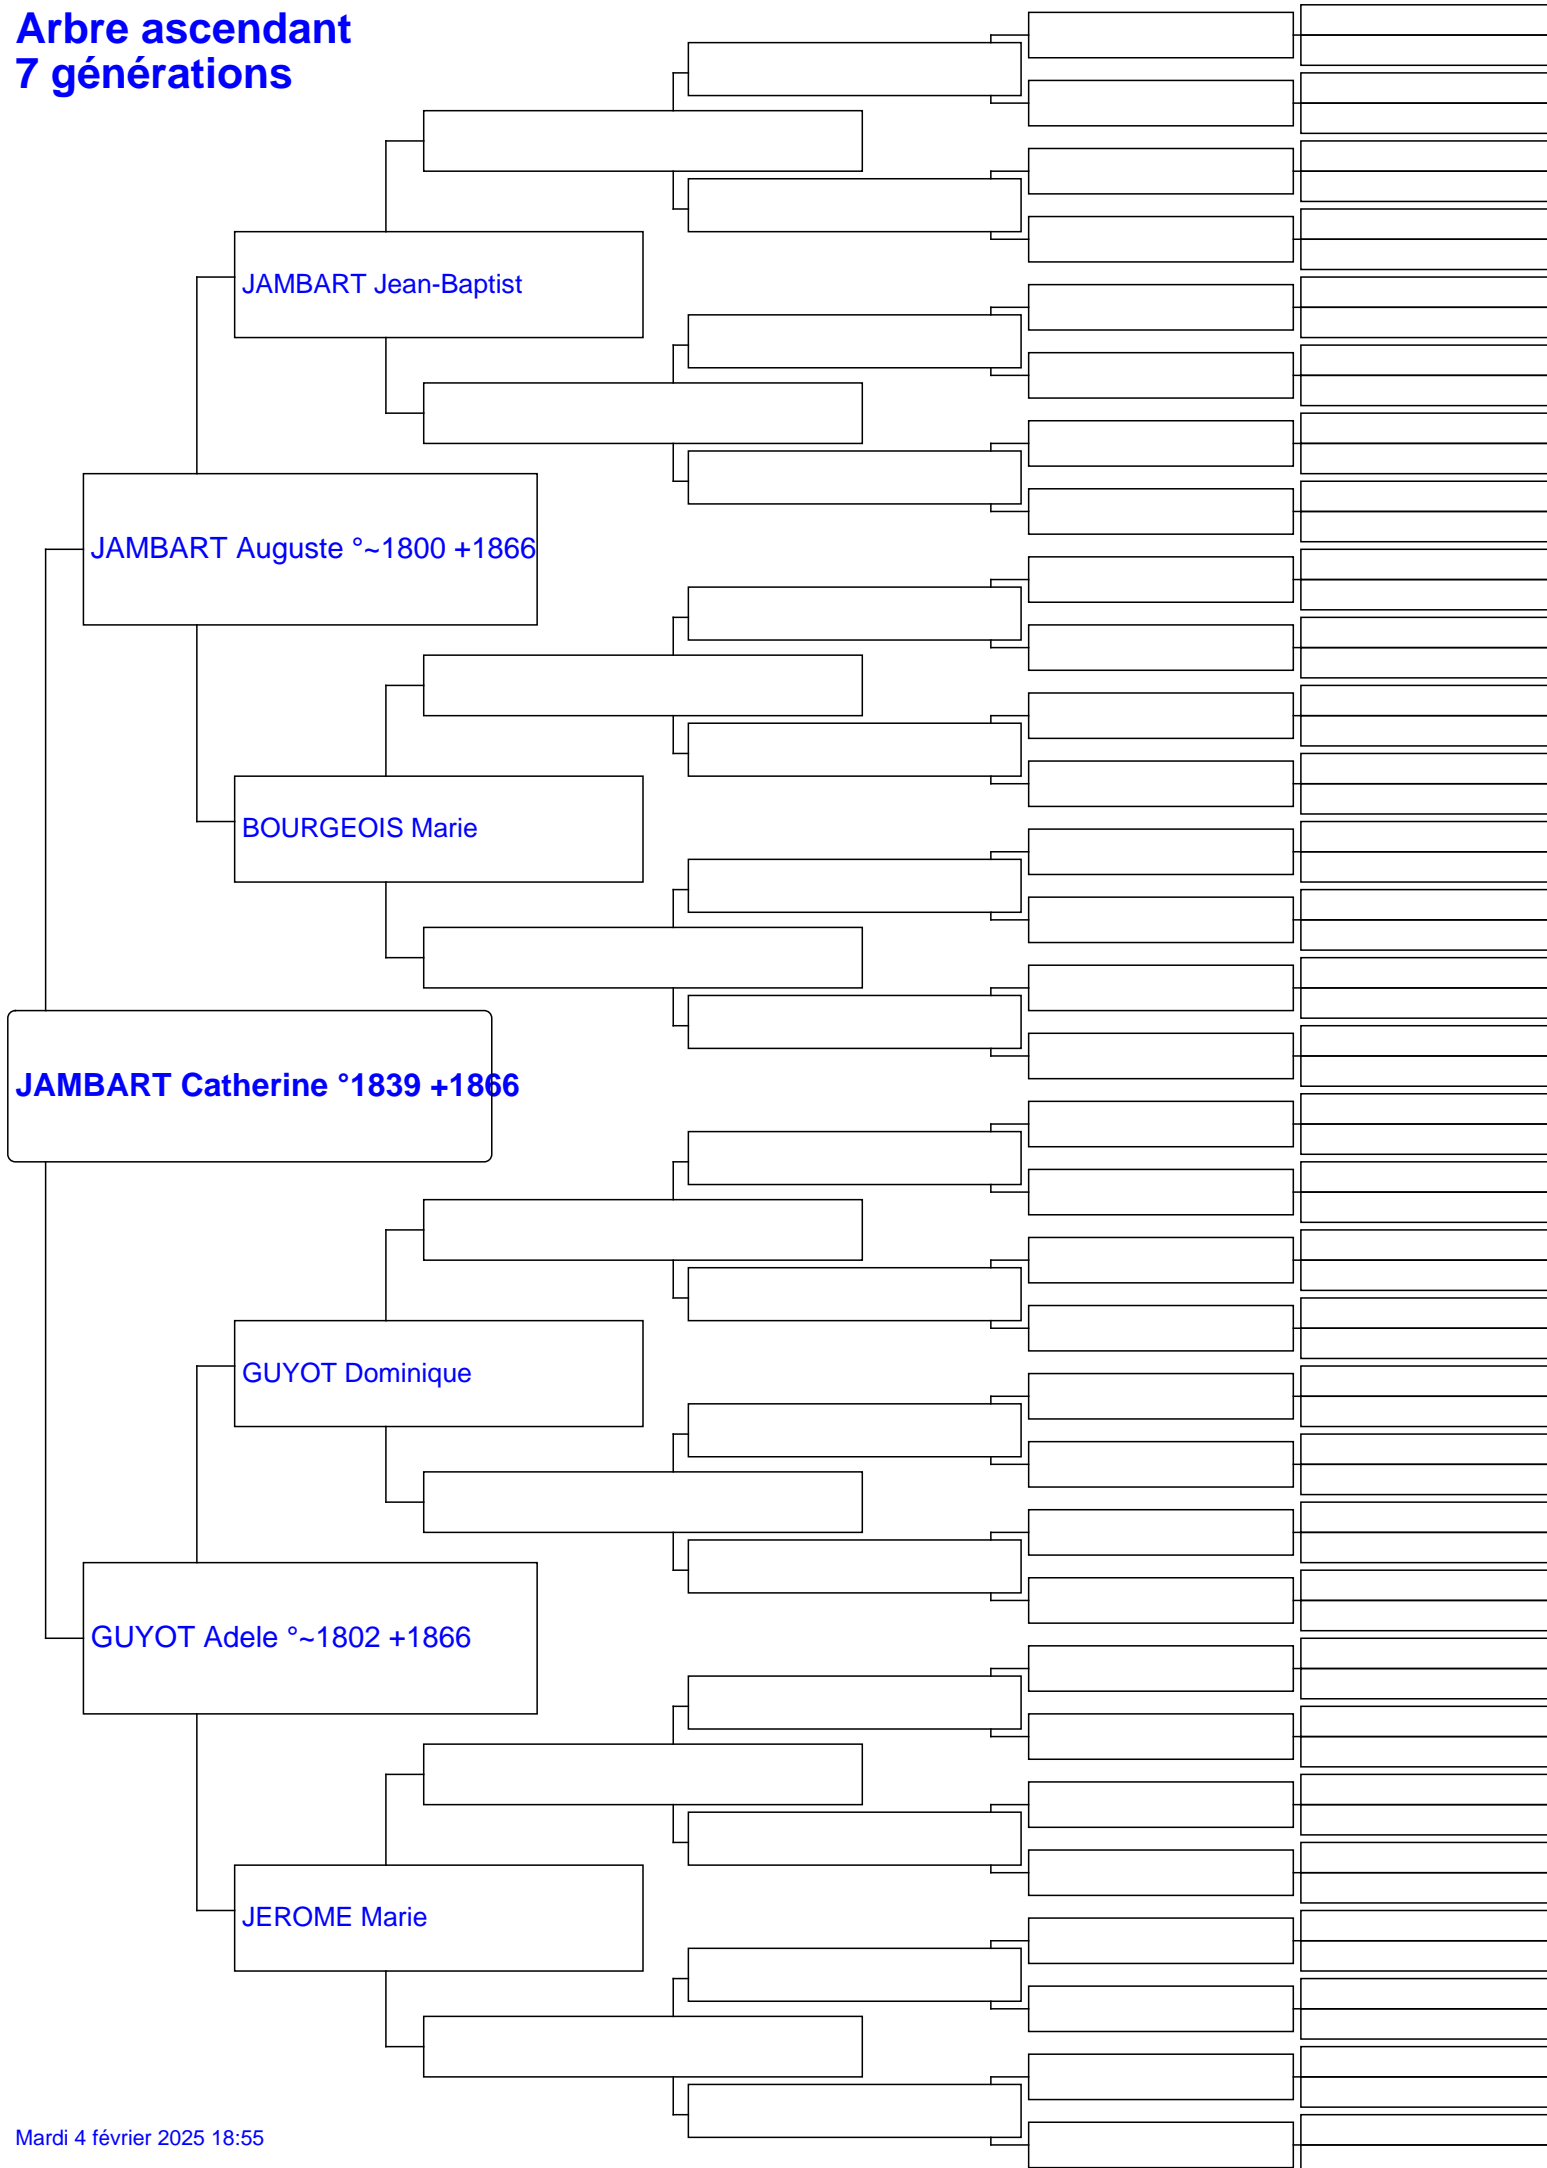 Arbre ascendant
7 générations
JAMBART Jean-Baptist
JAMBART Auguste °~1800 +1866
BOURGEOIS Marie
JAMBART Catherine °1839 +1866
GUYOT Dominique
GUYOT Adele °~1802 +1866
JEROME Marie
Mardi 4 février 2025 18:55